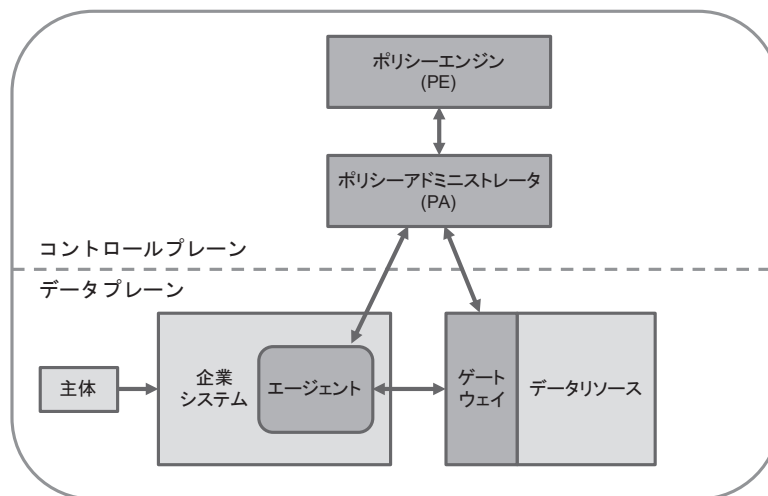 ポリシーエンジン
(PE)
ポリシーアドミニストレータ
(PA)
コントロールプレーン
データプレーン
主体
企業
システム
エージェント
ゲート
ウェイ
データリソース